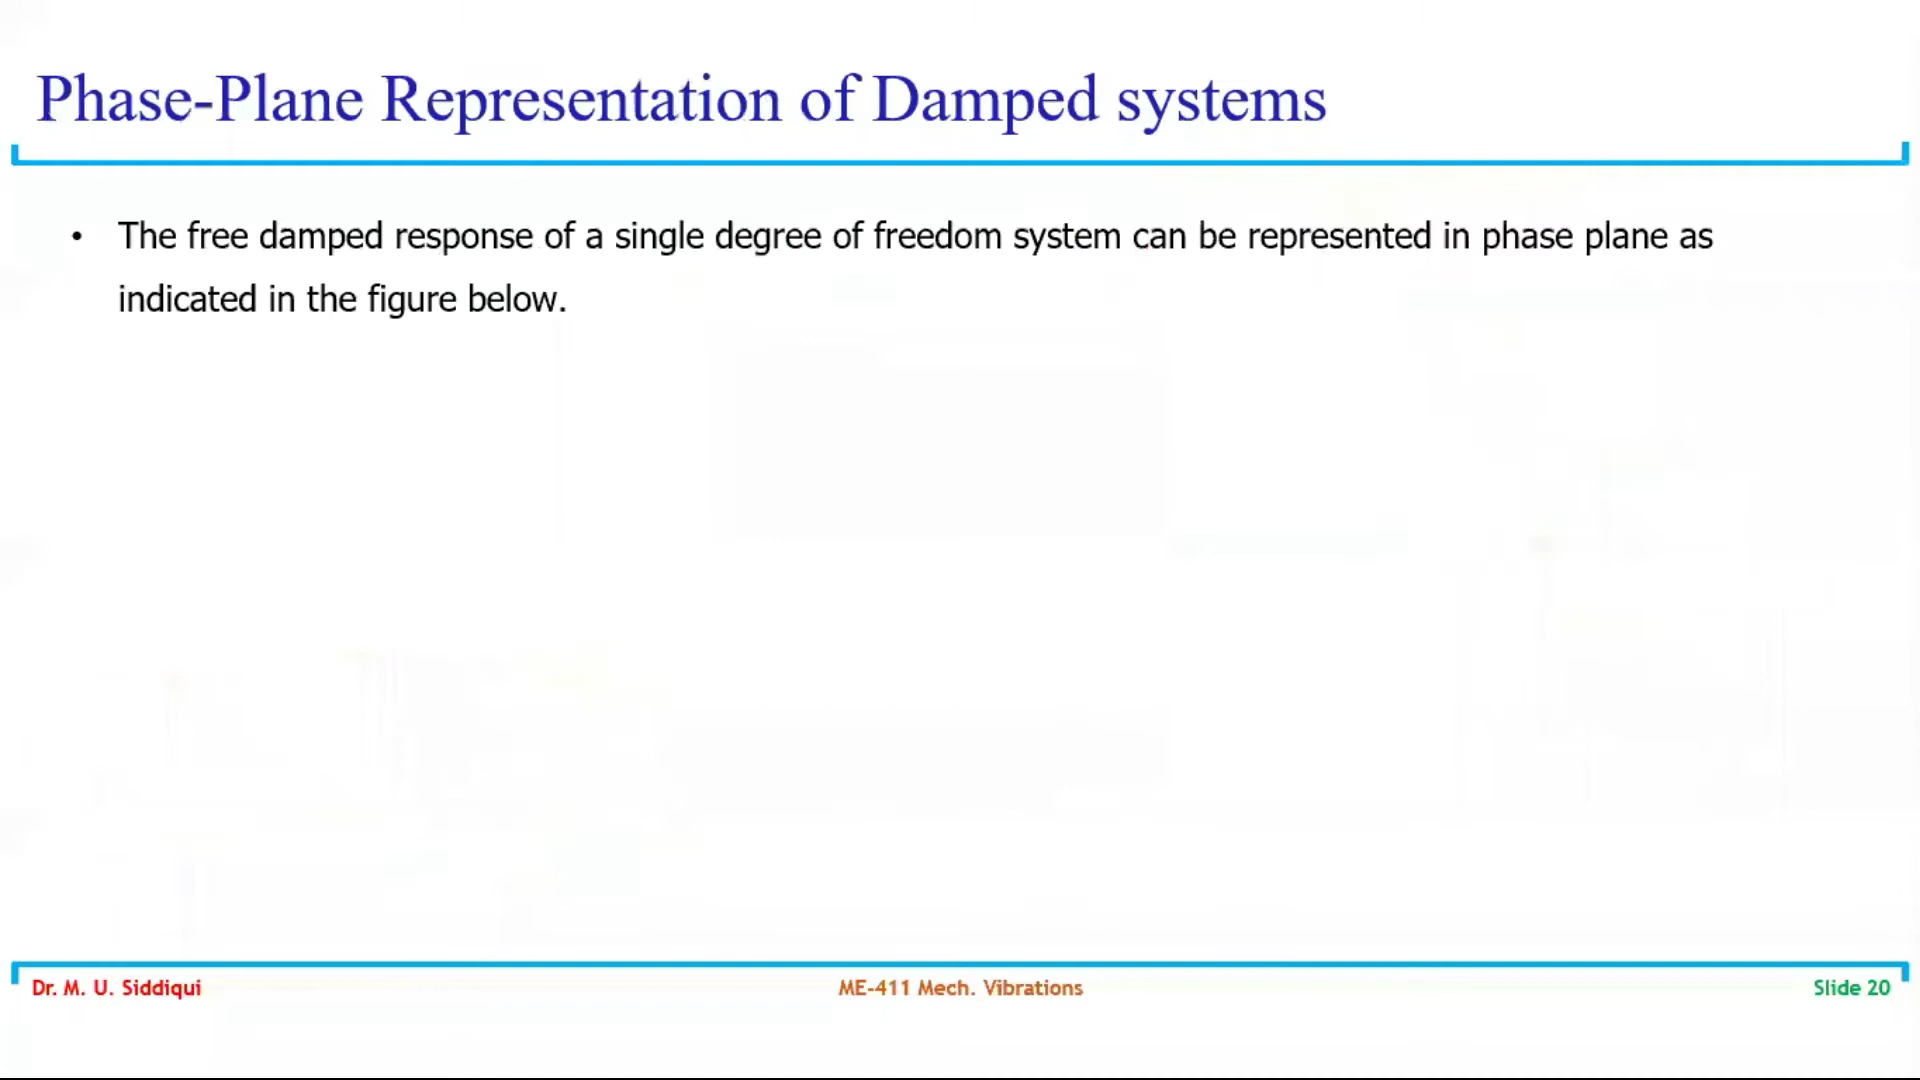 Phase-Plane Representation of Damped systems
• The free damped response of a single degree of freedom system can be represented in phase plane as
indicated in the figure below.
Dr. M. U. Siddiqui
ME-411 Mech. Vibrations
Slide 20